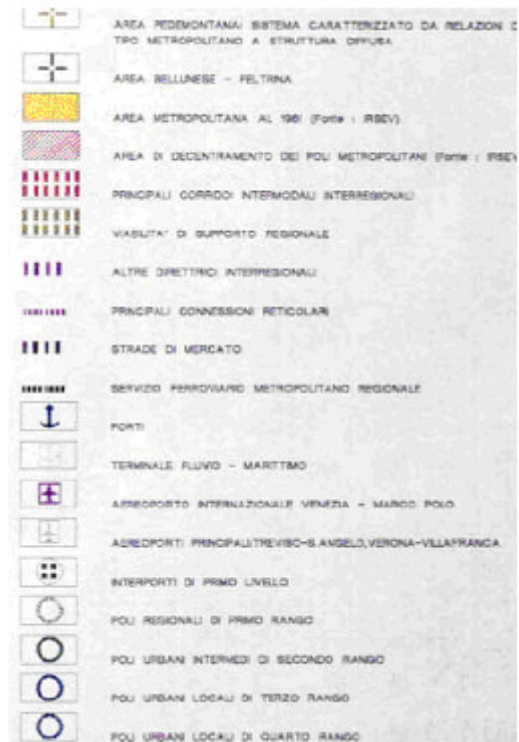 AREA PEDEMONTANA: SISTEMA CARATTERIZZATO DA RELAZIONI D
TIPO METROPOLITANO A STRUTTURA DIFFUSA
AREA BELLUNESE - FELTRINA
AREA METROPOLITANA AL 1981 (Fonte : IRSEV)
AREA DI DECENTRAMENTO DEI POLI METROPOLITANI (Fonte : IRSEV
PRINCIPALI CORRIDOI INTERMODALI INTERREGIONALI
VIABILITA' DI SUPPORTO REGIONALE
ALTRE DIRETTRICI INTERREGIONALI
PRINCIPALI CONNESSIONI RETICOLARI
STRADE DI MERCATO
SERVIZIO FERROVIARIO METROPOLITANO REGIONALE
PORTI
TERMINALE FLUVIO - MARITTIMO
AEREOPORTO INTERNAZIONALE VENEZIA - MARCO POLO
AEREOPORTI PRINCIPALI:TREVISO-S.ANGELO,VERONA-VILLAFRANCA
INTERPORTI DI PRIMO LIVELLO
POLI REGIONALI DI PRIMO RANGO
POLI URBANI INTERMEDI DI SECONDO RANGO
POLI URBANI LOCALI DI TERZO RANGO
POLI URBANI LOCALI DI QUARTO RANGO